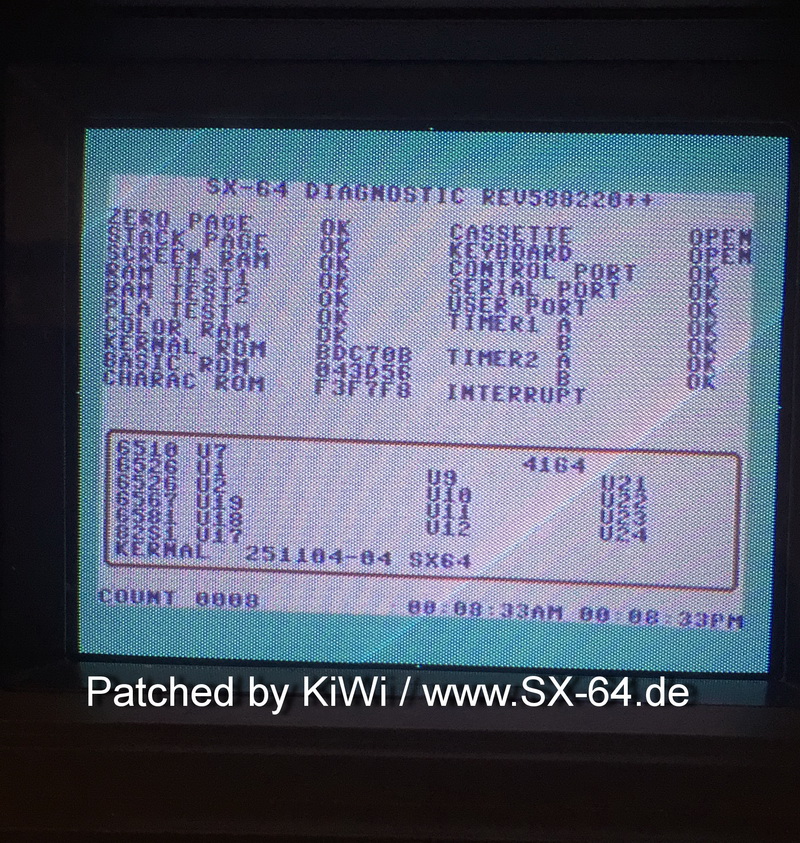 SX-64 DIAGNOSTIC REV588220++
ZERO PAGE OK
STACK PAGE OK
SCREEN RAM OK
RAM TEST1 OK
RAM TEST2 OK
PLA TEST OK
COLOR RAM OK
KERNAL ROM BDC70B
BASIC ROM 043D56
CHARAC ROM F3F7F8
CASSETTE OPEN
KEYBOARD OPEN
CONTROL PORT OK
SERIAL PORT OK
USER PORT OK
TIMER1 A OK
B OK
TIMER2 A OK
B OK
INTERRUPT OK
6510 U7
6526 U1
6526 U2
U19
U18
U17
4164
U9 U21
U10 U22
U11 U23
U12 U24
KERNAL 251104-04 SX64
COUNT 0008
00:08:33AM 00:08:33PM
Patched by KiWi / www.SX-64.de